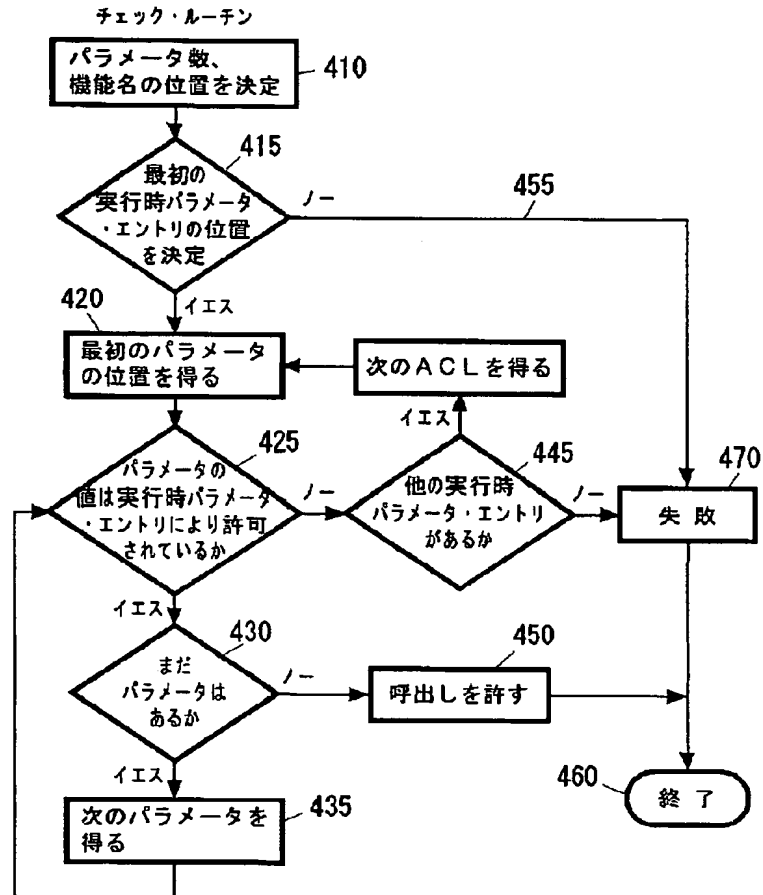 チェック・ルーチン
パラメータ数、
機能名の位置を決定
410
415
最初の
実行時パラメータ
・エントリの位置
を決定
ノー
455
イエス
420
最初のパラメータ
の位置を得る
次のACLを得る
イエス
425
パラメータの
値は実行時パラメータ
・エントリにより許可
されているか
ノー
445
他の実行時
パラメータ・エントリ
があるか
ノー
470
失敗
イエス
430
まだ
パラメータは
あるか
ノー
450
呼出しを許す
イエス
435
次のパラメータを
得る
460
終了